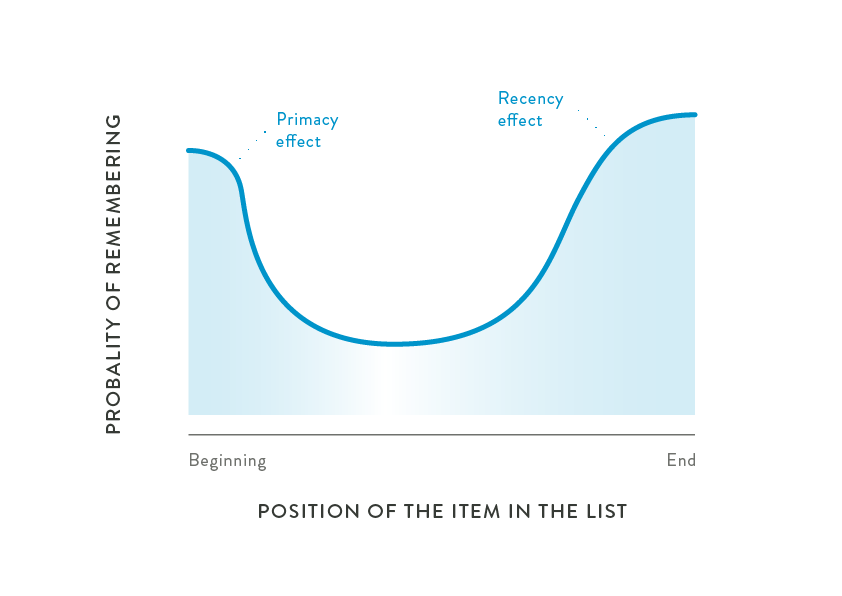 Recency
effect
Primacy
effect
PROBALITY OF REMEMBERING
Beginning
End
POSITION OF THE ITEM IN THE LIST